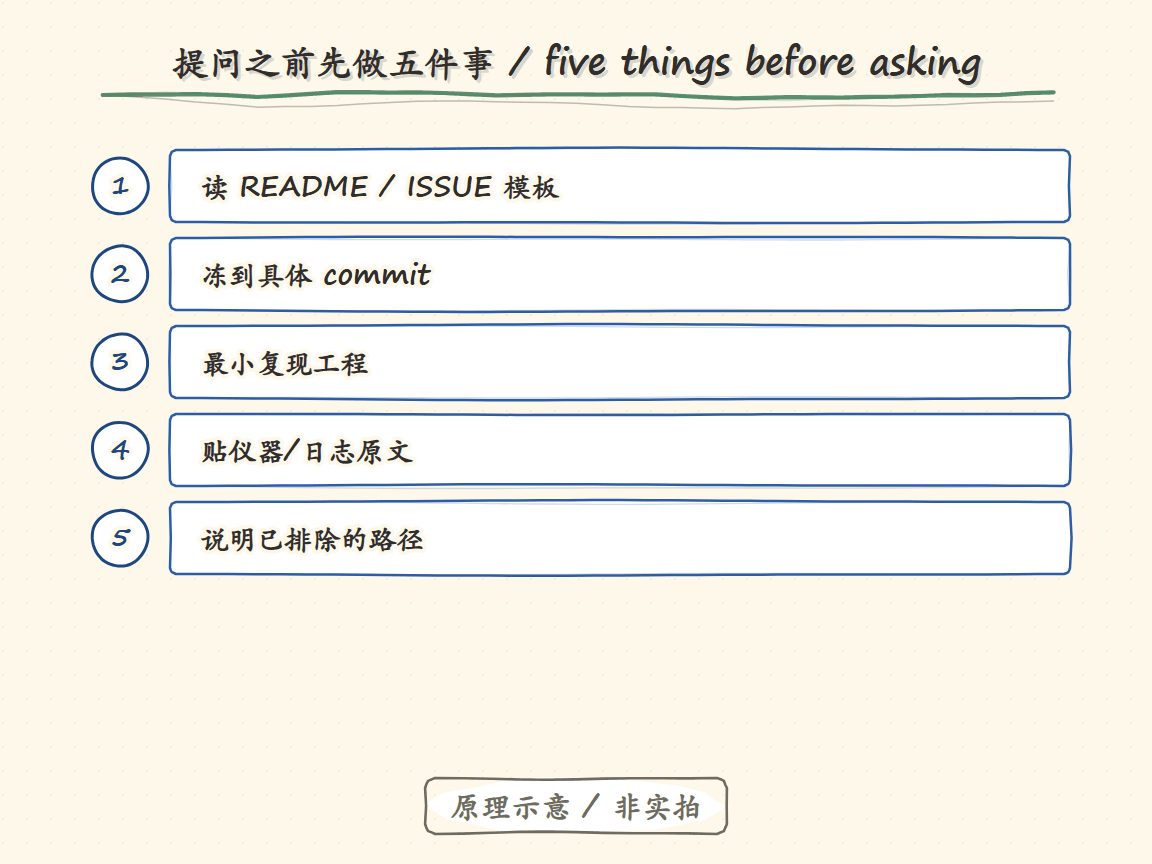 提问之前先做五件事 / five things before asking
1 读 README / ISSUE 模板
2 冻到具体 commit
3 最小复现工程
4 贴仪器/日志原文
5 说明已排除的路径
原理示意 / 非实拍